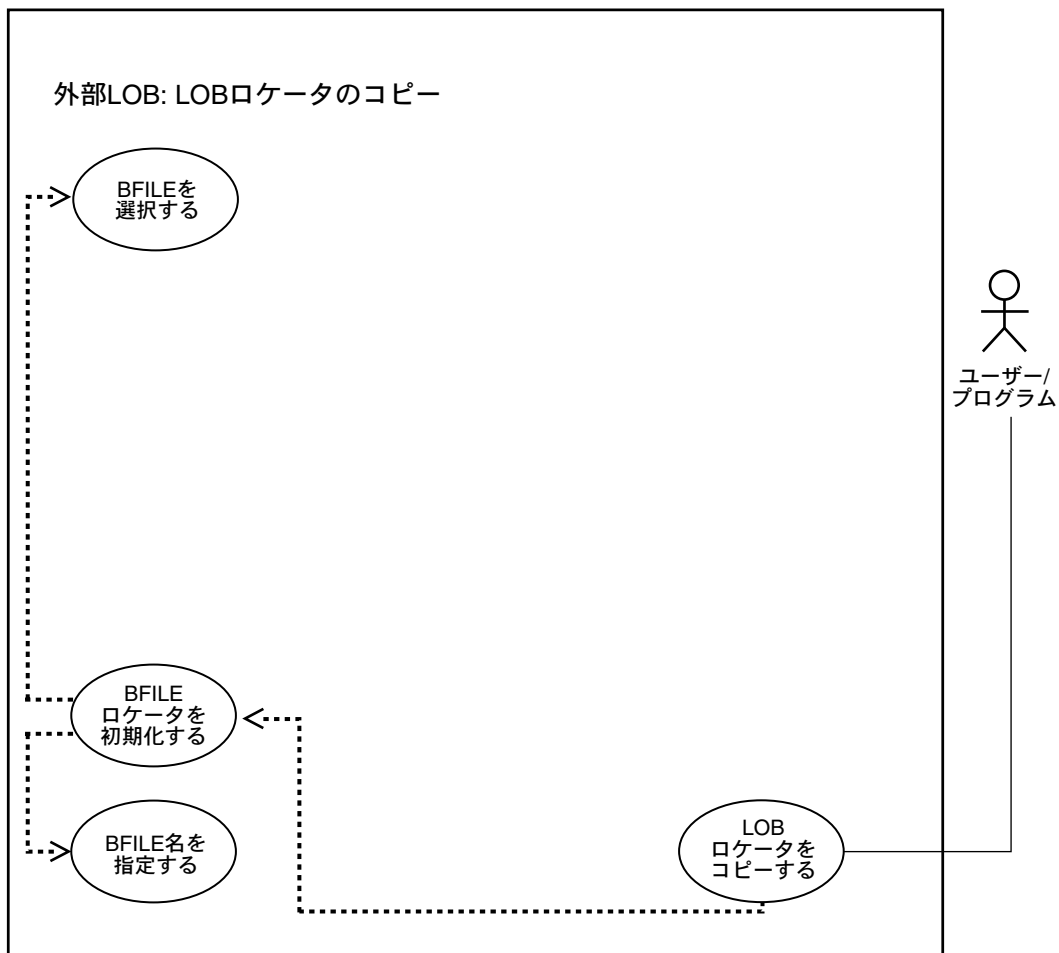 外部LOB: LOBロケータのコピー
BFILEを
選択する
ユーザー/
プログラム
BFILE
ロケータを
初期化する
BFILE名を
指定する
LOB
ロケータを
コピーする